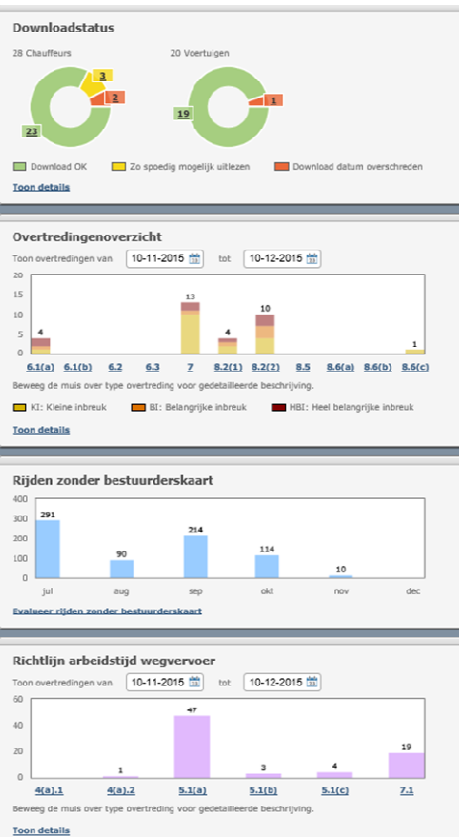 Downloadstatus
28 Chauffeurs
20 Voertuigen
3
2
23
1
19
Download OK
Zo spoedig mogelijk uitlezen
Download datum overschreden
Toon details
Overtredingenoverzicht
Toon overtredingen van 10-11-2015 tot 10-12-2015
20
15
10
5
0
4
13
4
10
1
6.1(a) 6.1(b) 6.2 6.3 7 8.2(1) 8.2(2) 8.5 8.6(a) 8.6(b) 8.6(c)
Beweeg de muis over type overtreding voor gedetailleerde beschrijving.
KI: Kleine inbreuk
BI: Belangrijke inbreuk
HBI: Heel belangrijke inbreuk
Toon details
Rijden zonder bestuurderskaart
400
300
200
100
0
291
90
214
114
10
jul aug sep okt nov dec
Evalueer rijden zonder bestuurderskaart
Richtlijn arbeidstijd wegvervoer
Toon overtredingen van 10-11-2015 tot 10-12-2015
60
40
20
0
1
47
3
4
19
4(a).1 4(a).2 5.1(a) 5.1(b) 5.1(c) 7.1
Beweeg de muis over type overtreding voor gedetailleerde beschrijving.
Toon details